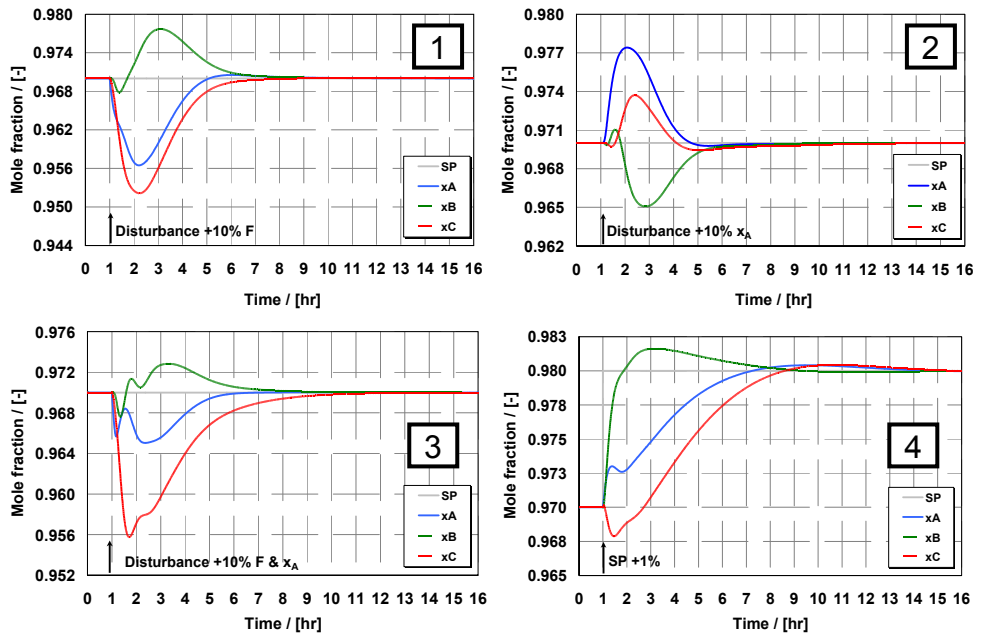 0.980
0.974
0.968
0.962
0.956
0.950
0.944
Mole fraction / [-]
1
SP
xA
xB
xC
Disturbance +10% F
0 1 2 3 4 5 6 7 8 9 10 11 12 13 14 15 16
Time / [hr]
0.980
0.977
0.974
0.971
0.968
0.965
0.962
Mole fraction / [-]
2
SP
xA
xB
xC
Disturbance +10% xA
0 1 2 3 4 5 6 7 8 9 10 11 12 13 14 15 16
Time / [hr]
0.976
0.972
0.968
0.964
0.960
0.956
0.952
Mole fraction / [-]
3
SP
xA
xB
xC
Disturbance +10% F & xA
0 1 2 3 4 5 6 7 8 9 10 11 12 13 14 15 16
Time / [hr]
0.983
0.980
0.978
0.975
0.973
0.970
0.968
0.965
Mole fraction / [-]
4
SP
xA
xB
xC
SP +1%
0 1 2 3 4 5 6 7 8 9 10 11 12 13 14 15 16
Time / [hr]